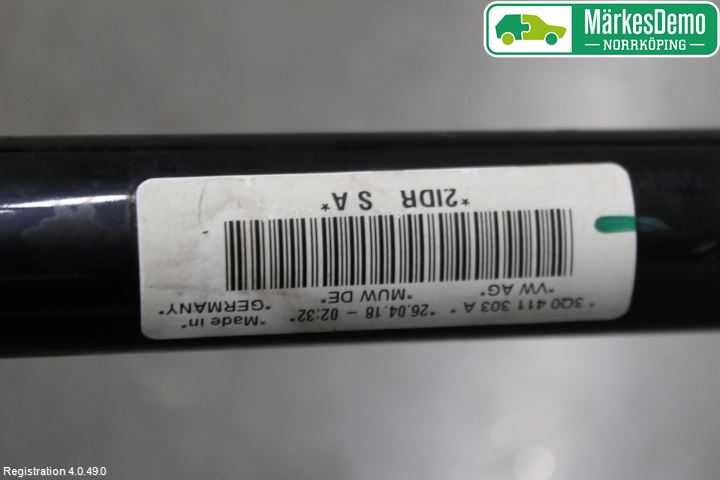 MärkesDemo
NORRKÖPING
*3Q0 411 303 A* *26.04.18 - 02:32* *Made in*
*VW AG* *MUW DE* *GERMANY*
*2IDR S A*
Registration 4.0.49.0